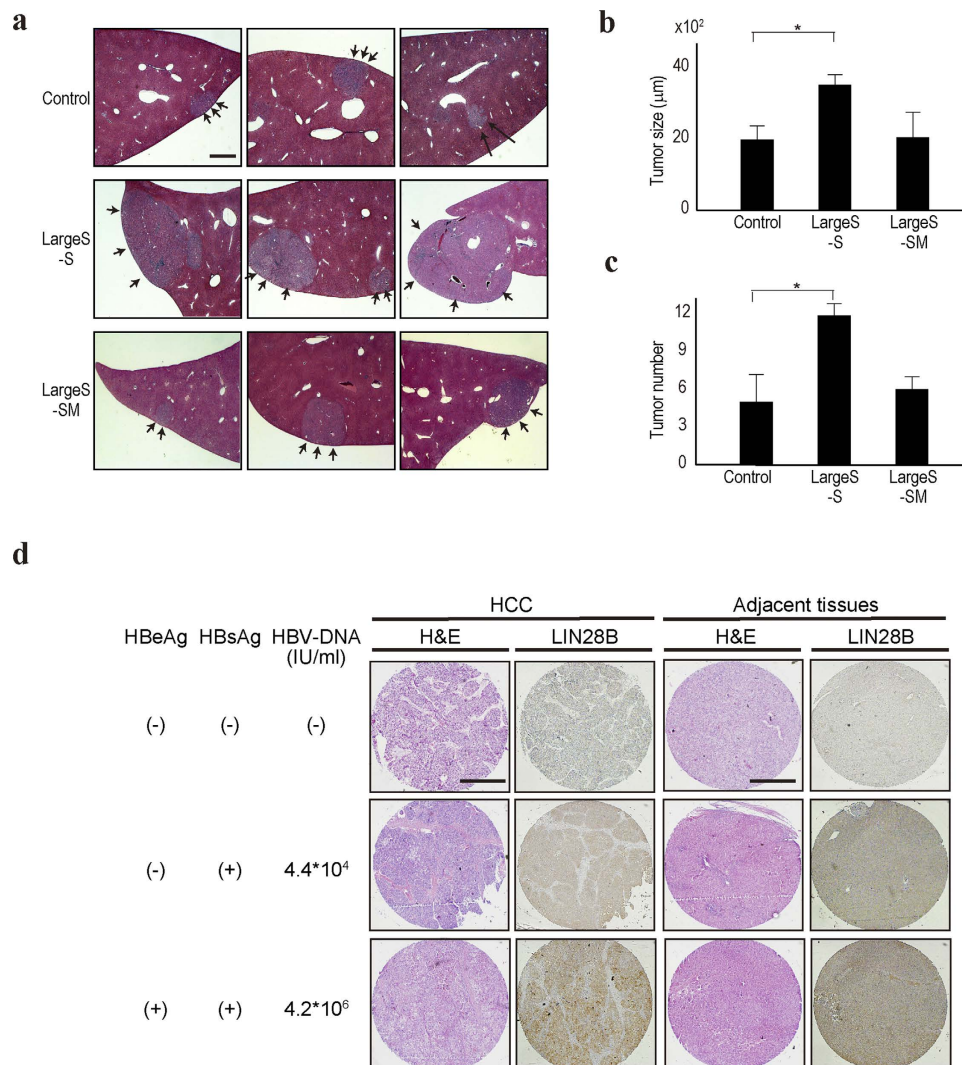 a
Control
LargeS
-S
LargeS
-SM
b
x10²
*
40
20
0
Tumor size (μm)
Control
LargeS
-S
LargeS
-SM
c
*
12
9
6
3
0
Tumor number
Control
LargeS
-S
LargeS
-SM
d
HCC
Adjacent tissues
HBeAg HBsAg HBV-DNA
(IU/ml)
H&E LIN28B H&E LIN28B
(-) (-) (-)
(-) (+) 4.4*10⁴
(+) (+) 4.2*10⁶